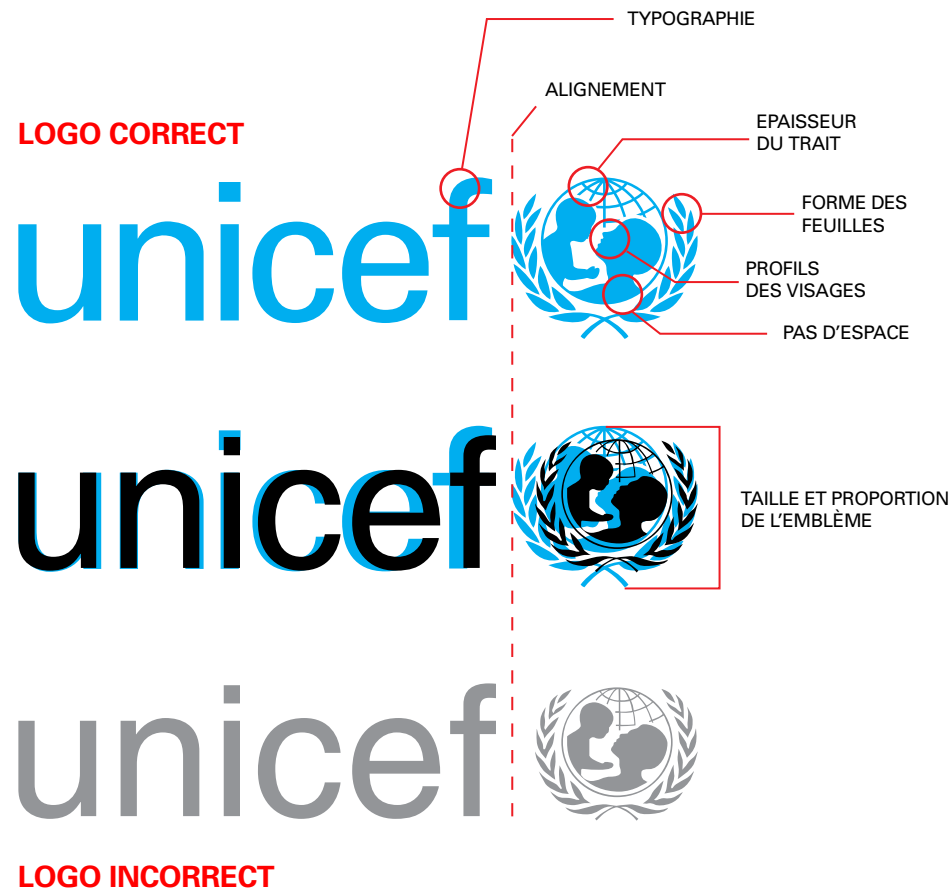 TYPOGRAPHIE
ALIGNEMENT
LOGO CORRECT
EPAISSEUR
DU TRAIT
unicef
FORME DES
FEUILLES
PROFILS
DES VISAGES
PAS D'ESPACE
unicef
TAILLE ET PROPORTION
DE L'EMBLÈME
unicef
LOGO INCORRECT